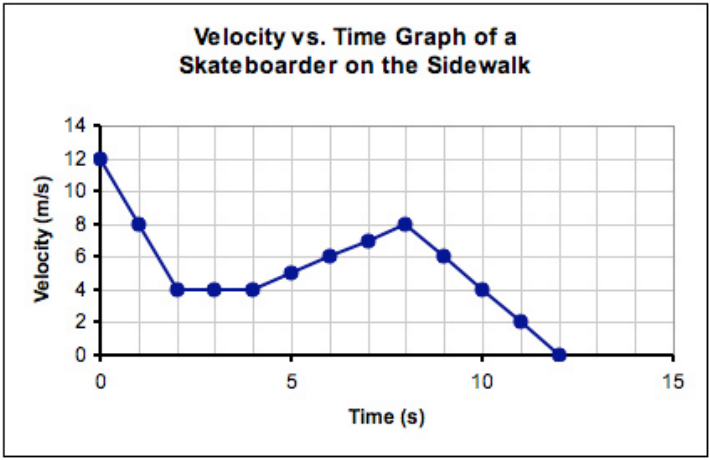 Velocity vs. Time Graph of a
Skateboarder on the Sidewalk
14
12
10
8
6
4
2
0
Velocity (m/s)
0 5 10 15
Time (s)